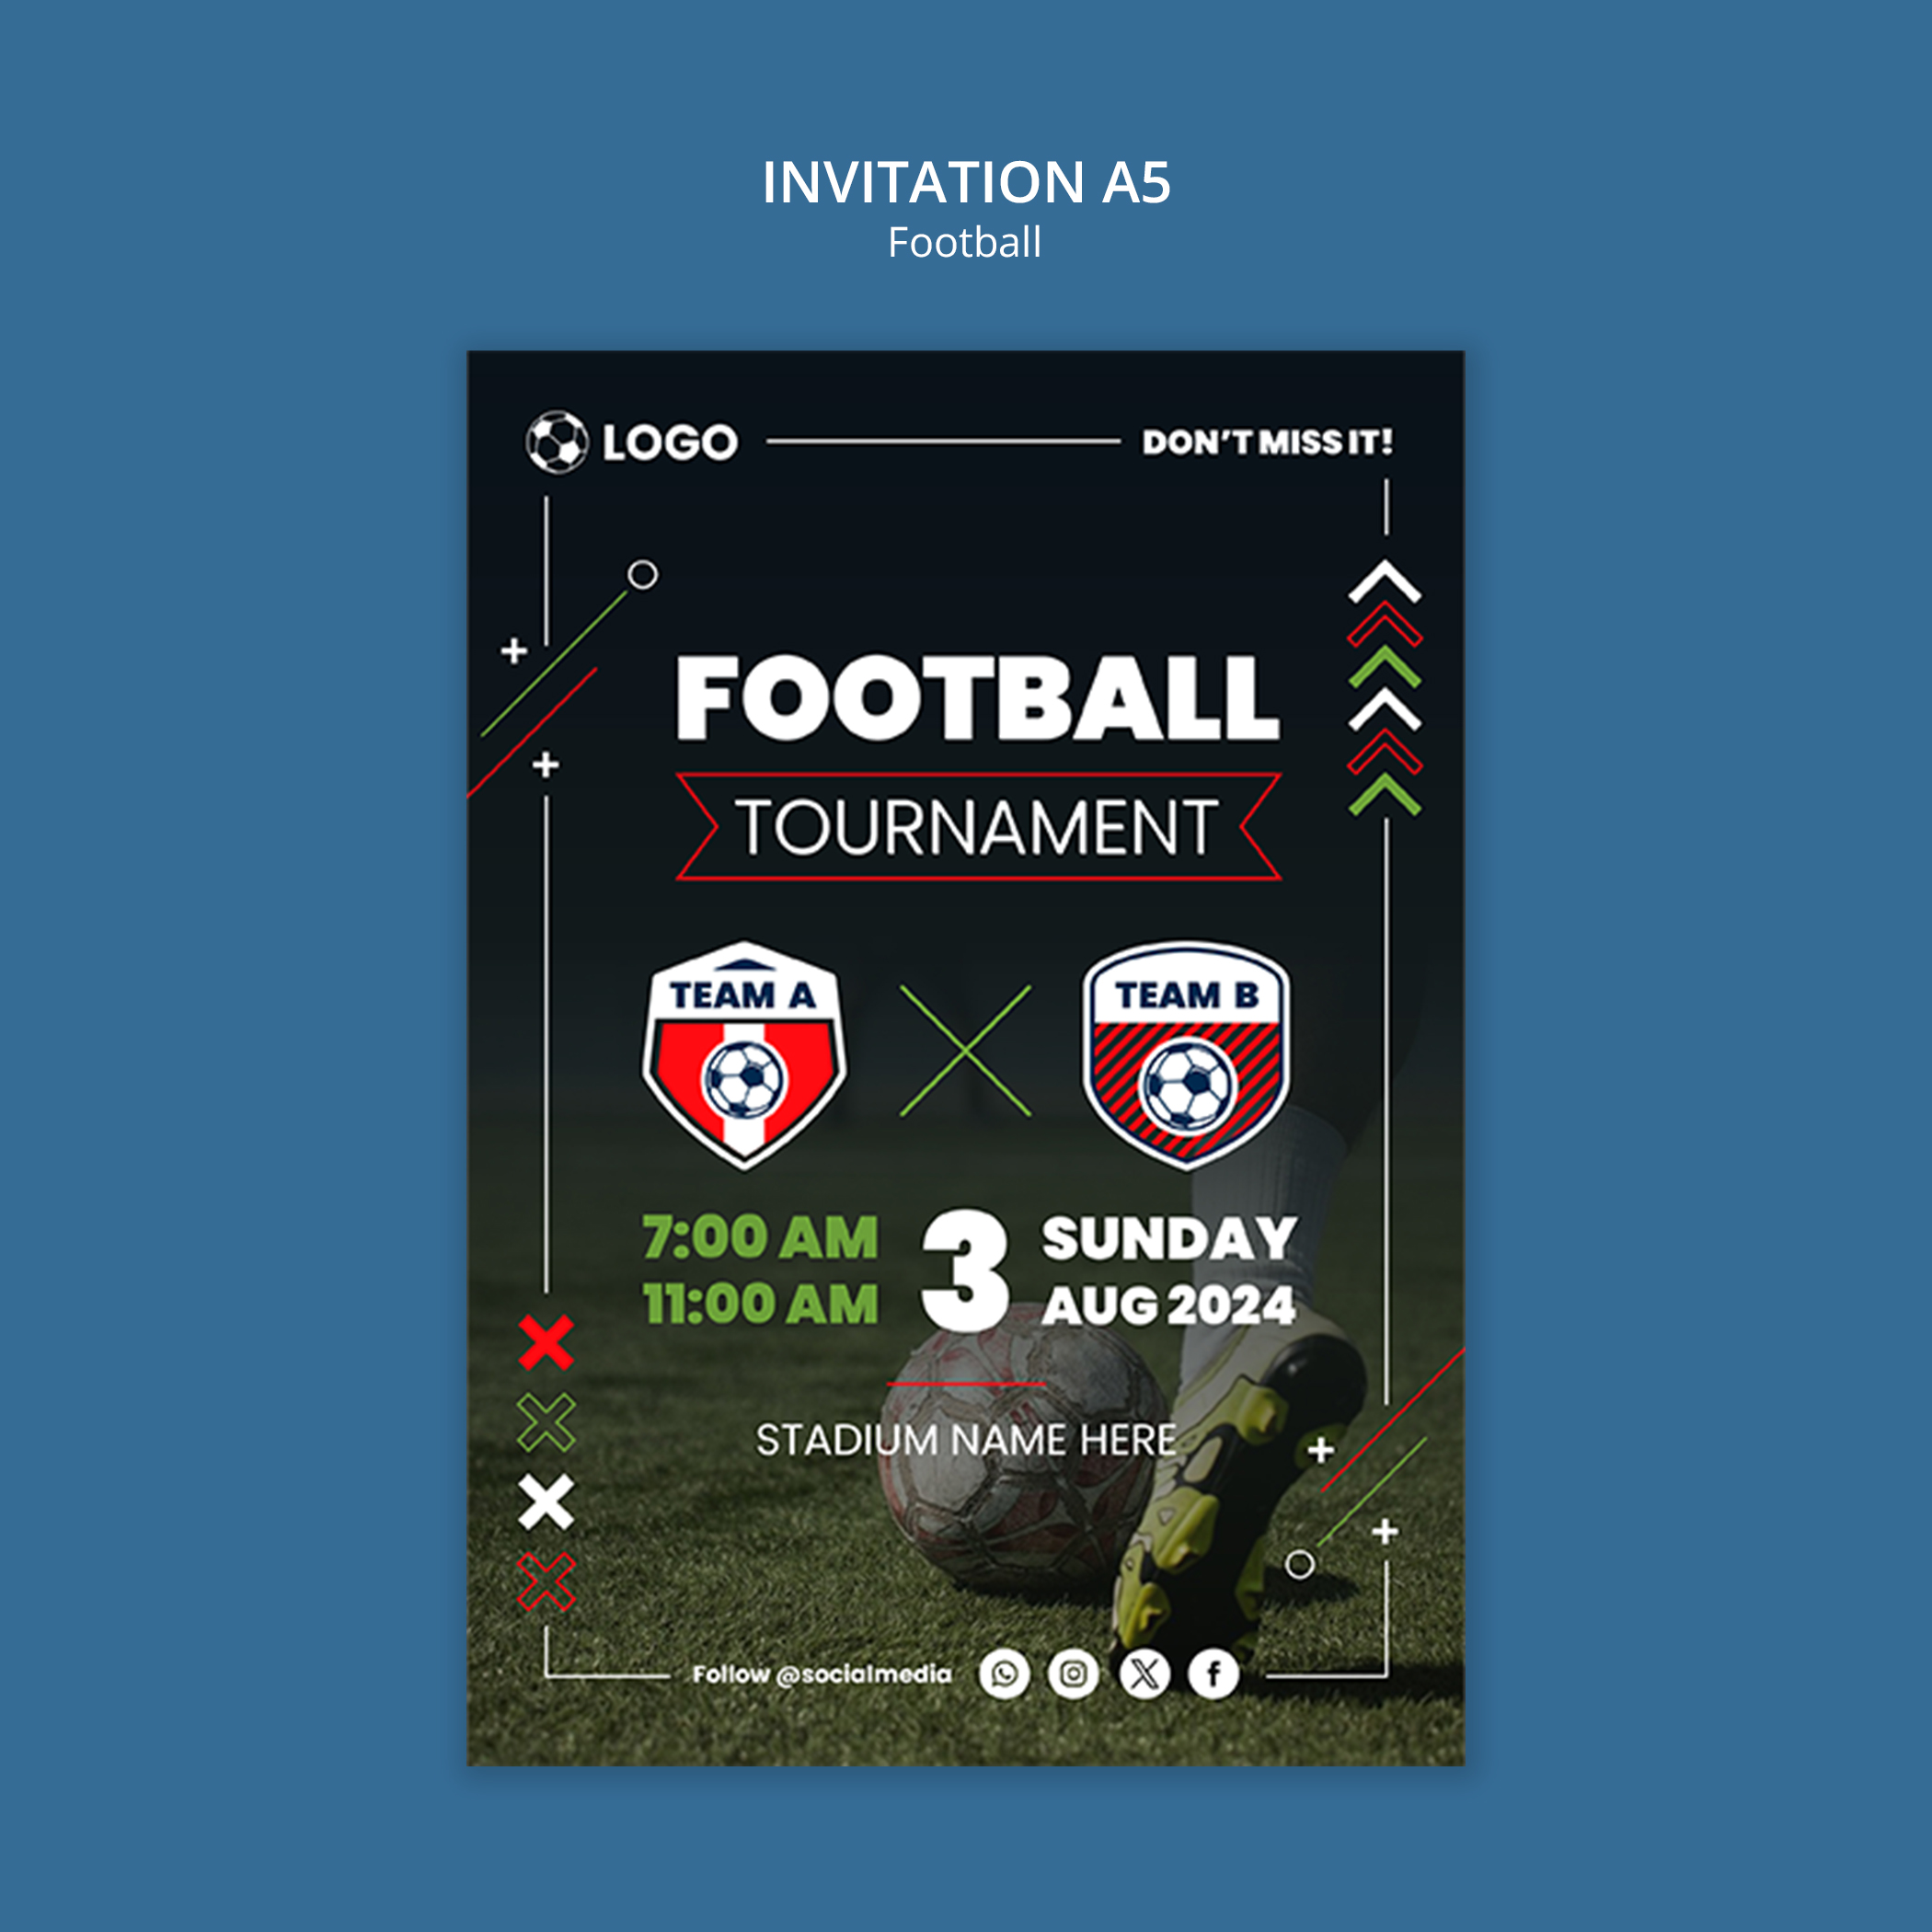 INVITATION A5
Football
LOGO
DON'T MISS IT!
FOOTBALL
TOURNAMENT
TEAM A
TEAM B
7:00 AM
11:00 AM
3
SUNDAY
AUG 2024
STADIUM NAME HERE
Follow @socialmedia